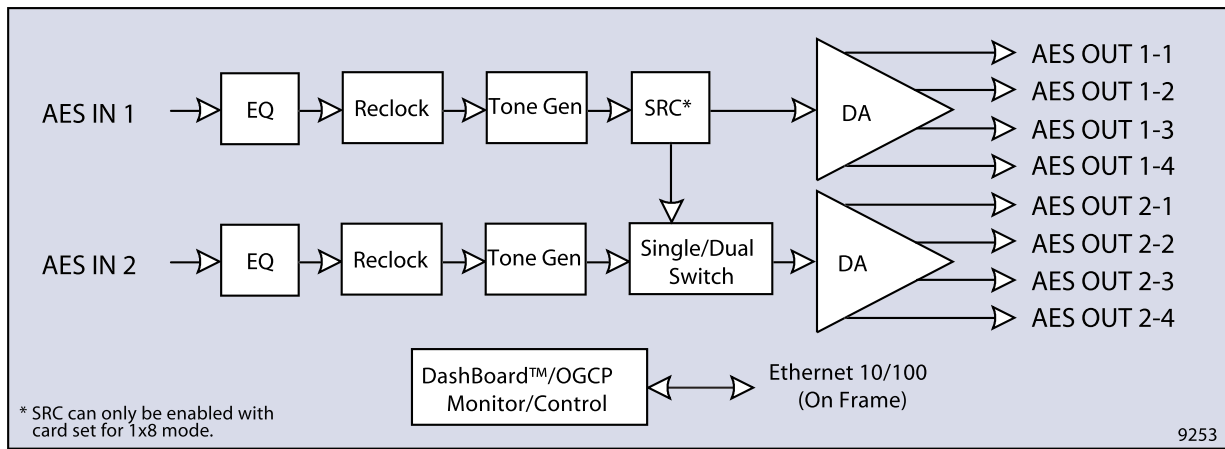 AES IN 1
EQ
Reclock
Tone Gen
SRC*
DA
AES OUT 1-1
AES OUT 1-2
AES OUT 1-3
AES OUT 1-4
AES IN 2
EQ
Reclock
Tone Gen
Single/Dual
Switch
DA
AES OUT 2-1
AES OUT 2-2
AES OUT 2-3
AES OUT 2-4
DashBoard™/OGCP
Monitor/Control
Ethernet 10/100
(On Frame)
* SRC can only be enabled with
card set for 1x8 mode.
9253